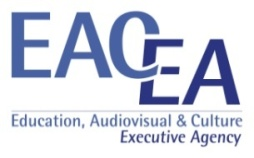 EACEA
Education, Audiovisual & Culture
Executive Agency